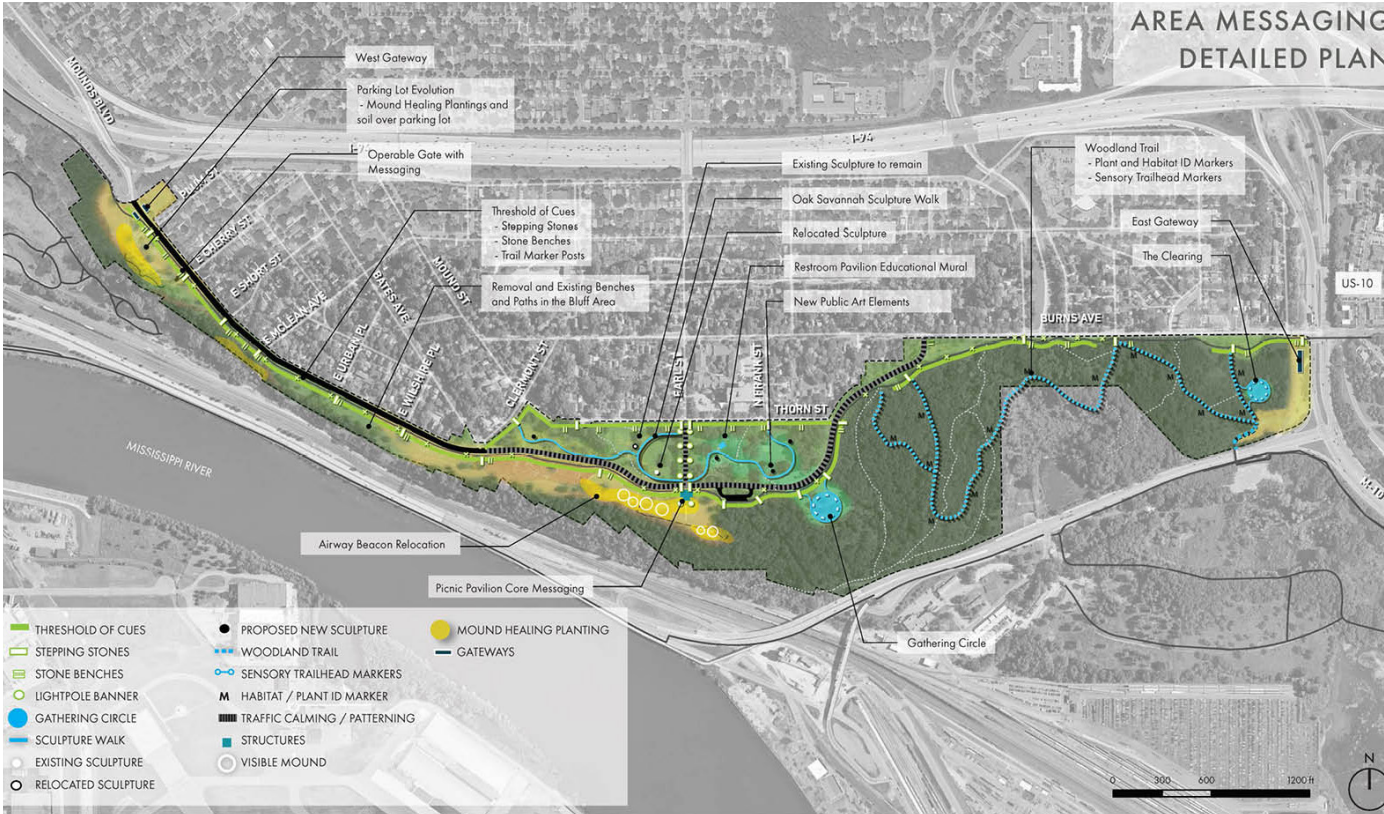 AREA MESSAGING
DETAILED PLAN
West Gateway
Parking Lot Evolution
- Mound Healing Plantings and
soil over parking lot
Operable Gate with
Messaging
Threshold of Cues
- Stepping Stones
- Stone Benches
- Trail Marker Posts
Removal and Existing Benches
and Paths in the Bluff Area
Existing Sculpture to remain
Oak Savannah Sculpture Walk
Relocated Sculpture
Restroom Pavilion Educational Mural
New Public Art Elements
Woodland Trail
- Plant and Habitat ID Markers
- Sensory Trailhead Markers
East Gateway
The Clearing
US-10
MOUNDS BLVD
I-94
E CHERRY ST
E SHORT ST
E MCLEAN AVE
BATES AVE
MOUND ST
E URBAN PL
E WILSHIRE PL
CLERMONT ST
EARL ST
N FRANK ST
THORN ST
BURNS AVE
MISSISSIPPI RIVER
M M M M M M M M M M M M
Airway Beacon Relocation
Picnic Pavilion Core Messaging
Gathering Circle
THRESHOLD OF CUES
STEPPING STONES
STONE BENCHES
LIGHTPOLE BANNER
GATHERING CIRCLE
SCULPTURE WALK
EXISTING SCULPTURE
RELOCATED SCULPTURE
PROPOSED NEW SCULPTURE
WOODLAND TRAIL
SENSORY TRAILHEAD MARKERS
M HABITAT / PLANT ID MARKER
TRAFFIC CALMING / PATTERNING
STRUCTURES
VISIBLE MOUND
MOUND HEALING PLANTING
GATEWAYS
0 300 600 1200 ft
N